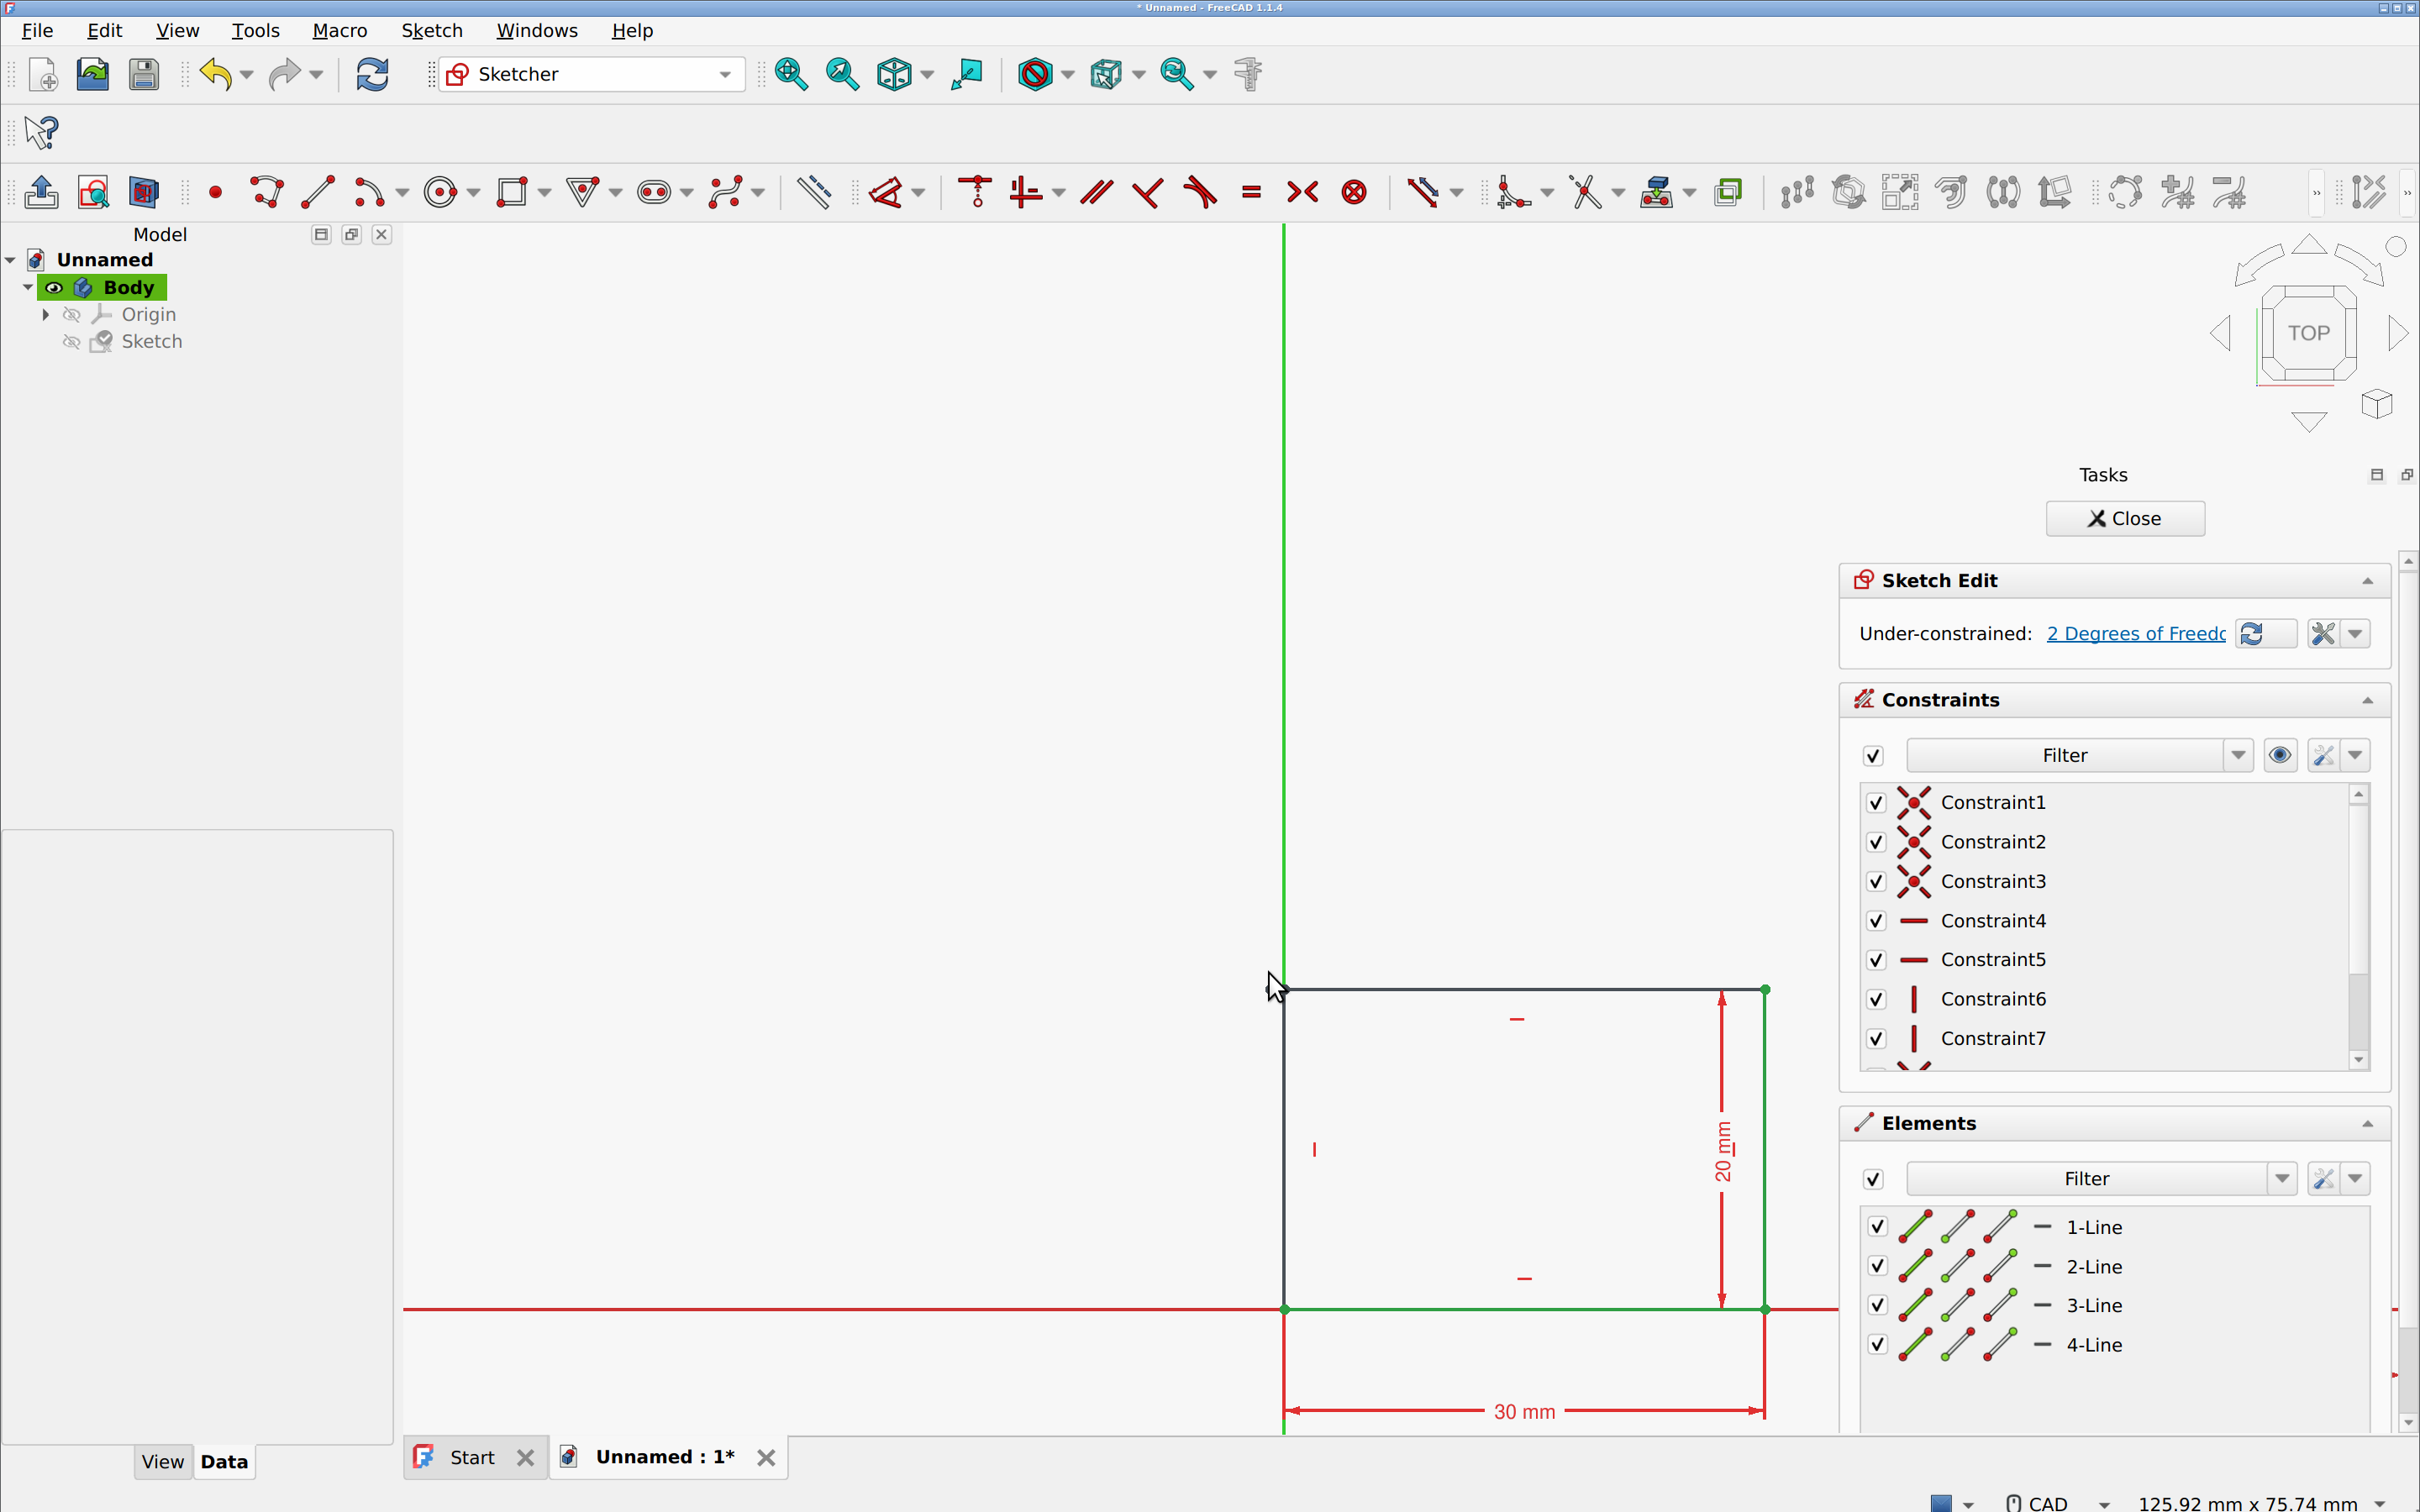 * Unnamed - FreeCAD 1.1.4
File Edit View Tools Macro Sketch Windows Help
Sketcher
Model
Unnamed
Body
Origin
Sketch
TOP
Tasks
Close
Sketch Edit
Under-constrained: 2 Degrees of Freedo
Constraints
Filter
Constraint1
Constraint2
Constraint3
Constraint4
Constraint5
Constraint6
Constraint7
20 mm
30 mm
Elements
Filter
1-Line
2-Line
3-Line
4-Line
View Data
Start
Unnamed : 1*
CAD
125.92 mm x 75.74 mm